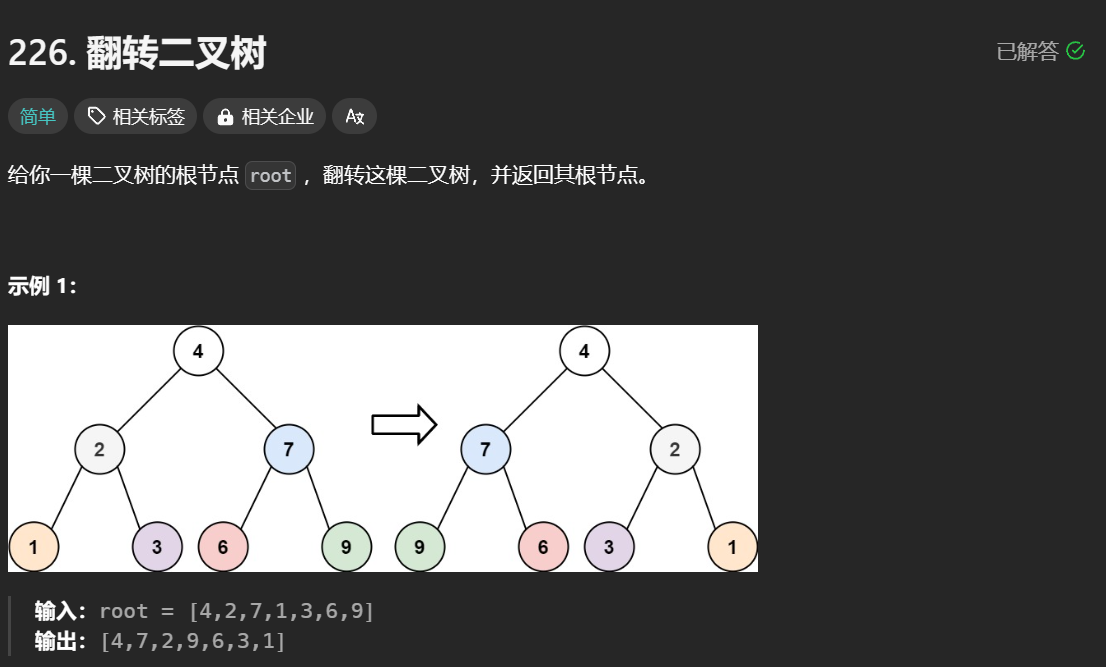 226. 翻转二叉树
已解答
简单 相关标签 相关企业
给你一棵二叉树的根节点 root ，翻转这棵二叉树，并返回其根节点。
示例 1：
4 4
2 7 7 2
1 3 6 9 9 6 3 1
输入：root = [4,2,7,1,3,6,9]
输出：[4,7,2,9,6,3,1]